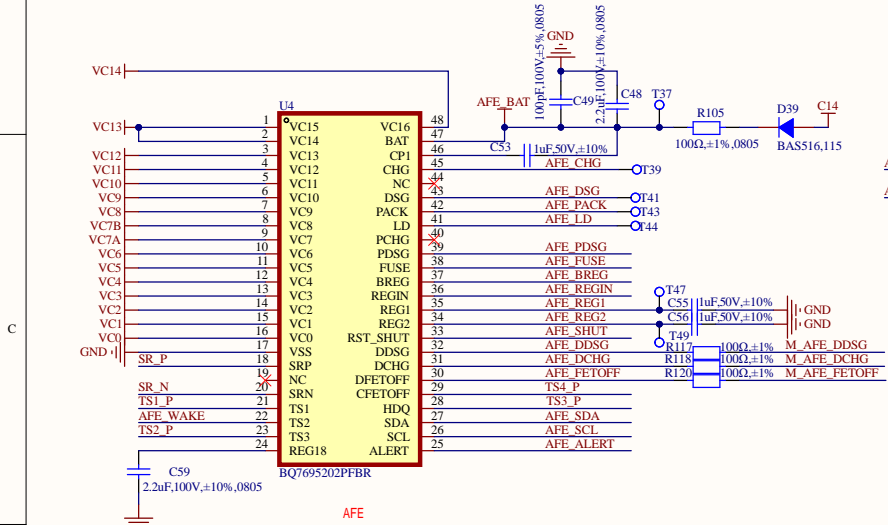 100pF,100V,±5%,0805
2.2uF,100V,±10%,0805
GND
C49
C48
VC14
U4
AFE_BAT
T37
R105
D39
C14
100Ω,±1%,0805
BAS516,115
C53
1uF,50V,±10%
VC13 1 VC15 VC16 48
2 VC14 BAT 47
VC12 3 VC13 CP1 46
VC11 4 VC12 CHG 45 AFE_CHG T39
VC10 5 VC11 NC 44
VC9 6 VC10 DSG 43 AFE_DSG T41
VC8 7 VC9 PACK 42 AFE_PACK T43
VC7B 8 VC8 LD 41 AFE_LD T44
VC7A 9 VC7 PCHG 40
VC6 10 VC6 PDSG 39 AFE_PDSG
VC5 11 VC5 FUSE 38 AFE_FUSE
VC4 12 VC4 BREG 37 AFE_BREG
VC3 13 VC3 REGIN 36 AFE_REGIN T47
VC2 14 VC2 REG1 35 AFE_REG1 C55 1uF,50V,±10% GND
VC1 15 VC1 REG2 34 AFE_REG2 C56 1uF,50V,±10% GND
VC0 16 VC0 RST_SHUT 33 AFE_SHUT T49
GND 17 VSS DDSG 32 AFE_DDSG R117 100Ω,±1% M_AFE_DDSG
SR_P 18 SRP DCHG 31 AFE_DCHG R118 100Ω,±1% M_AFE_DCHG
19 NC DFETOFF 30 AFE_FETOFF R120 100Ω,±1% M_AFE_FETOFF
SR_N 20 SRN CFETOFF 29 TS4_P
TS1_P 21 TS1 HDQ 28 TS3_P
AFE_WAKE 22 TS2 SDA 27 AFE_SDA
TS2_P 23 TS3 SCL 26 AFE_SCL
24 REG18 ALERT 25 AFE_ALERT
C59
2.2uF,100V,±10%,0805
BQ7695202PFBR
AFE
C